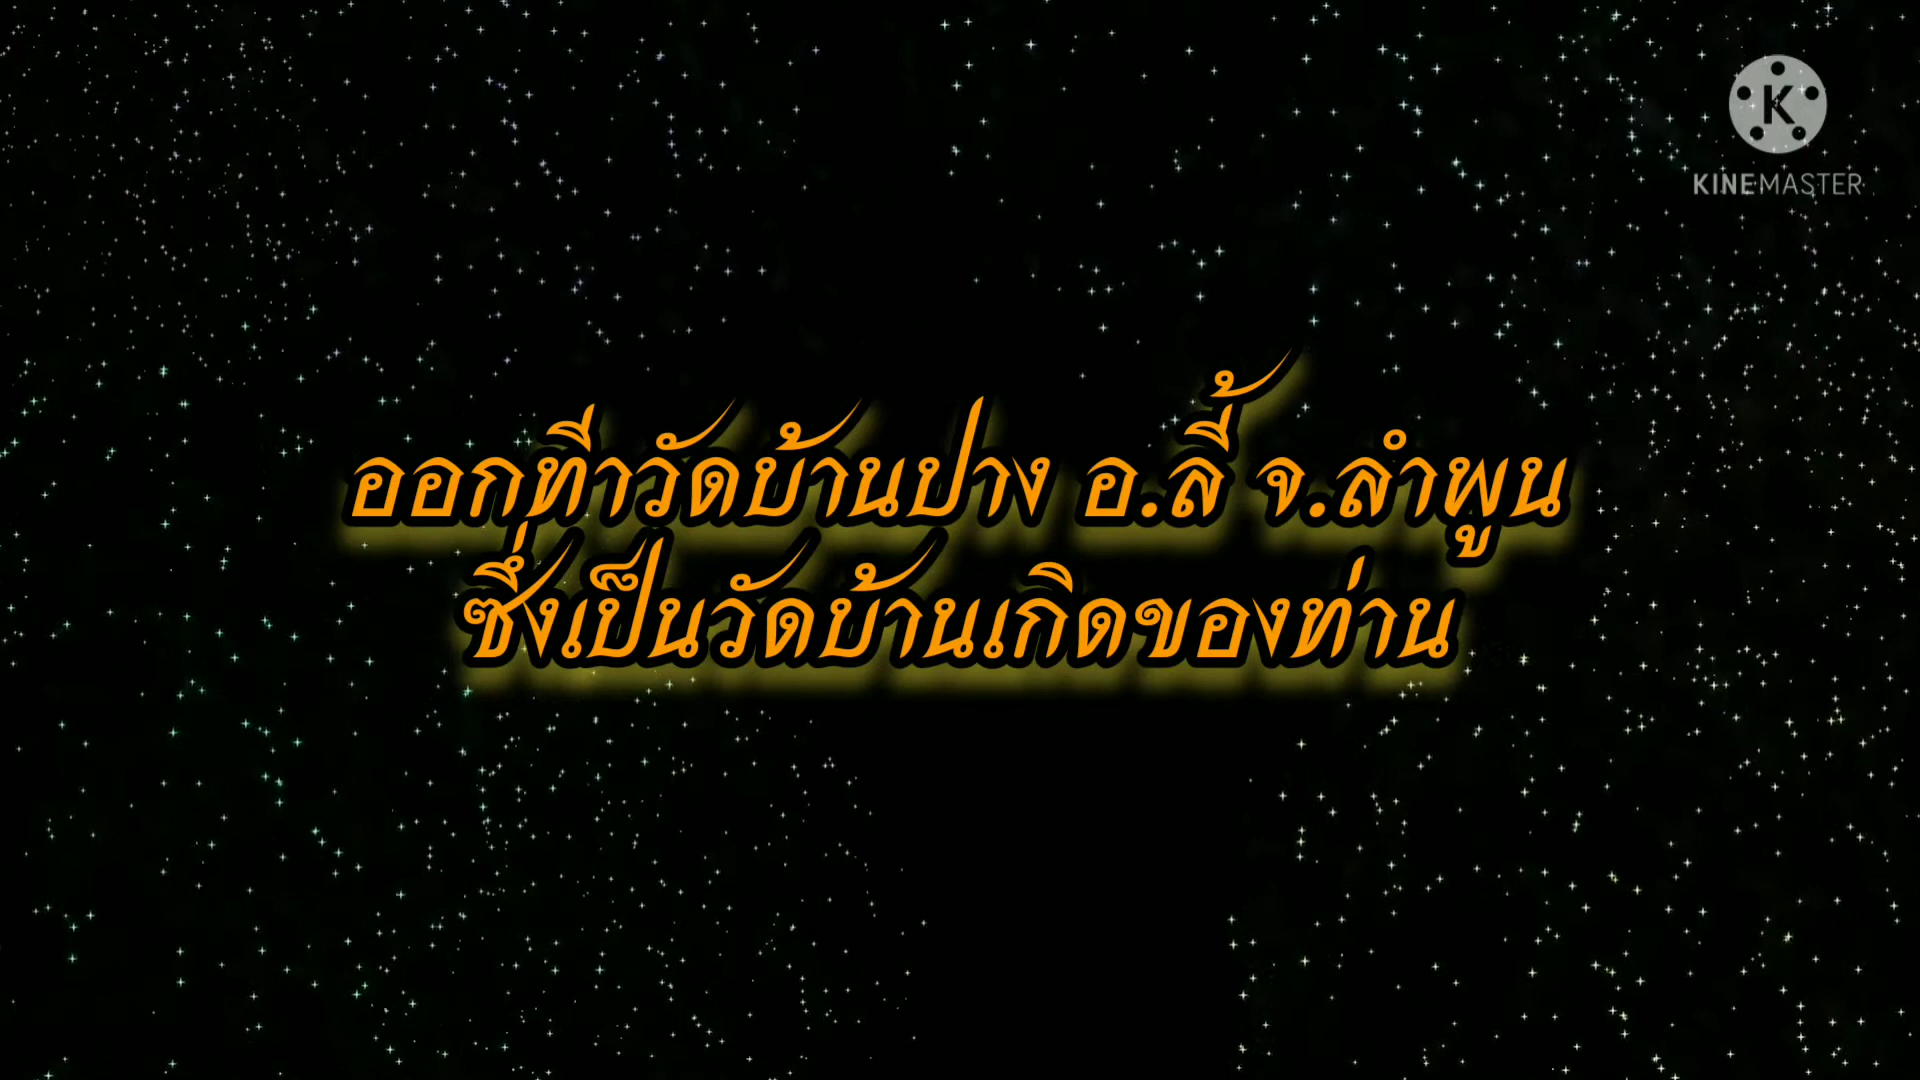 KINEMASTER
ออกที่วัดบ้านปาง อ.ลี้ จ.ลำพูน
ซึ่งเป็นวัดบ้านเกิดของท่าน